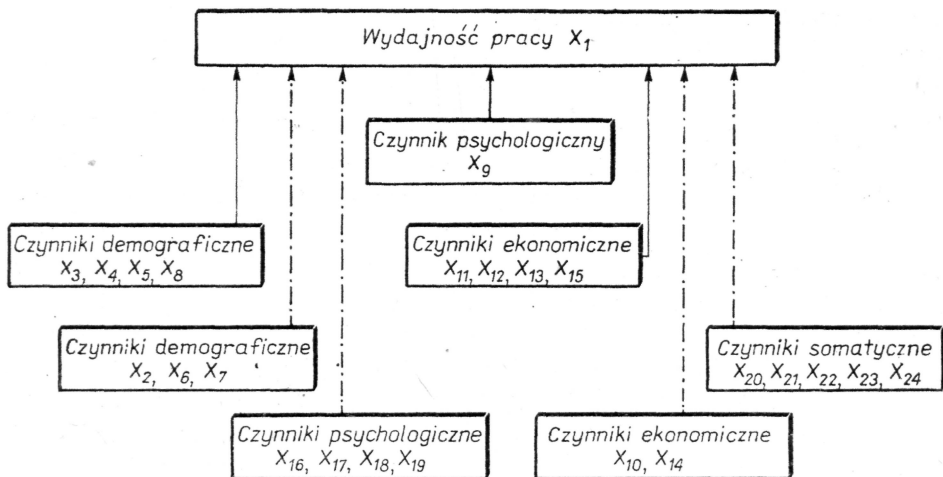 Wydajność pracy X₁
Czynnik psychologiczny
X₉
Czynniki demograficzne
X₃, X₄, X₅, X₈
Czynniki ekonomiczne
X₁₁, X₁₂, X₁₃, X₁₅
Czynniki demograficzne
X₂, X₆, X₇
Czynniki somatyczne
X₂₀, X₂₁, X₂₂, X₂₃, X₂₄
Czynniki psychologiczne
X₁₆, X₁₇, X₁₈, X₁₉
Czynniki ekonomiczne
X₁₀, X₁₄